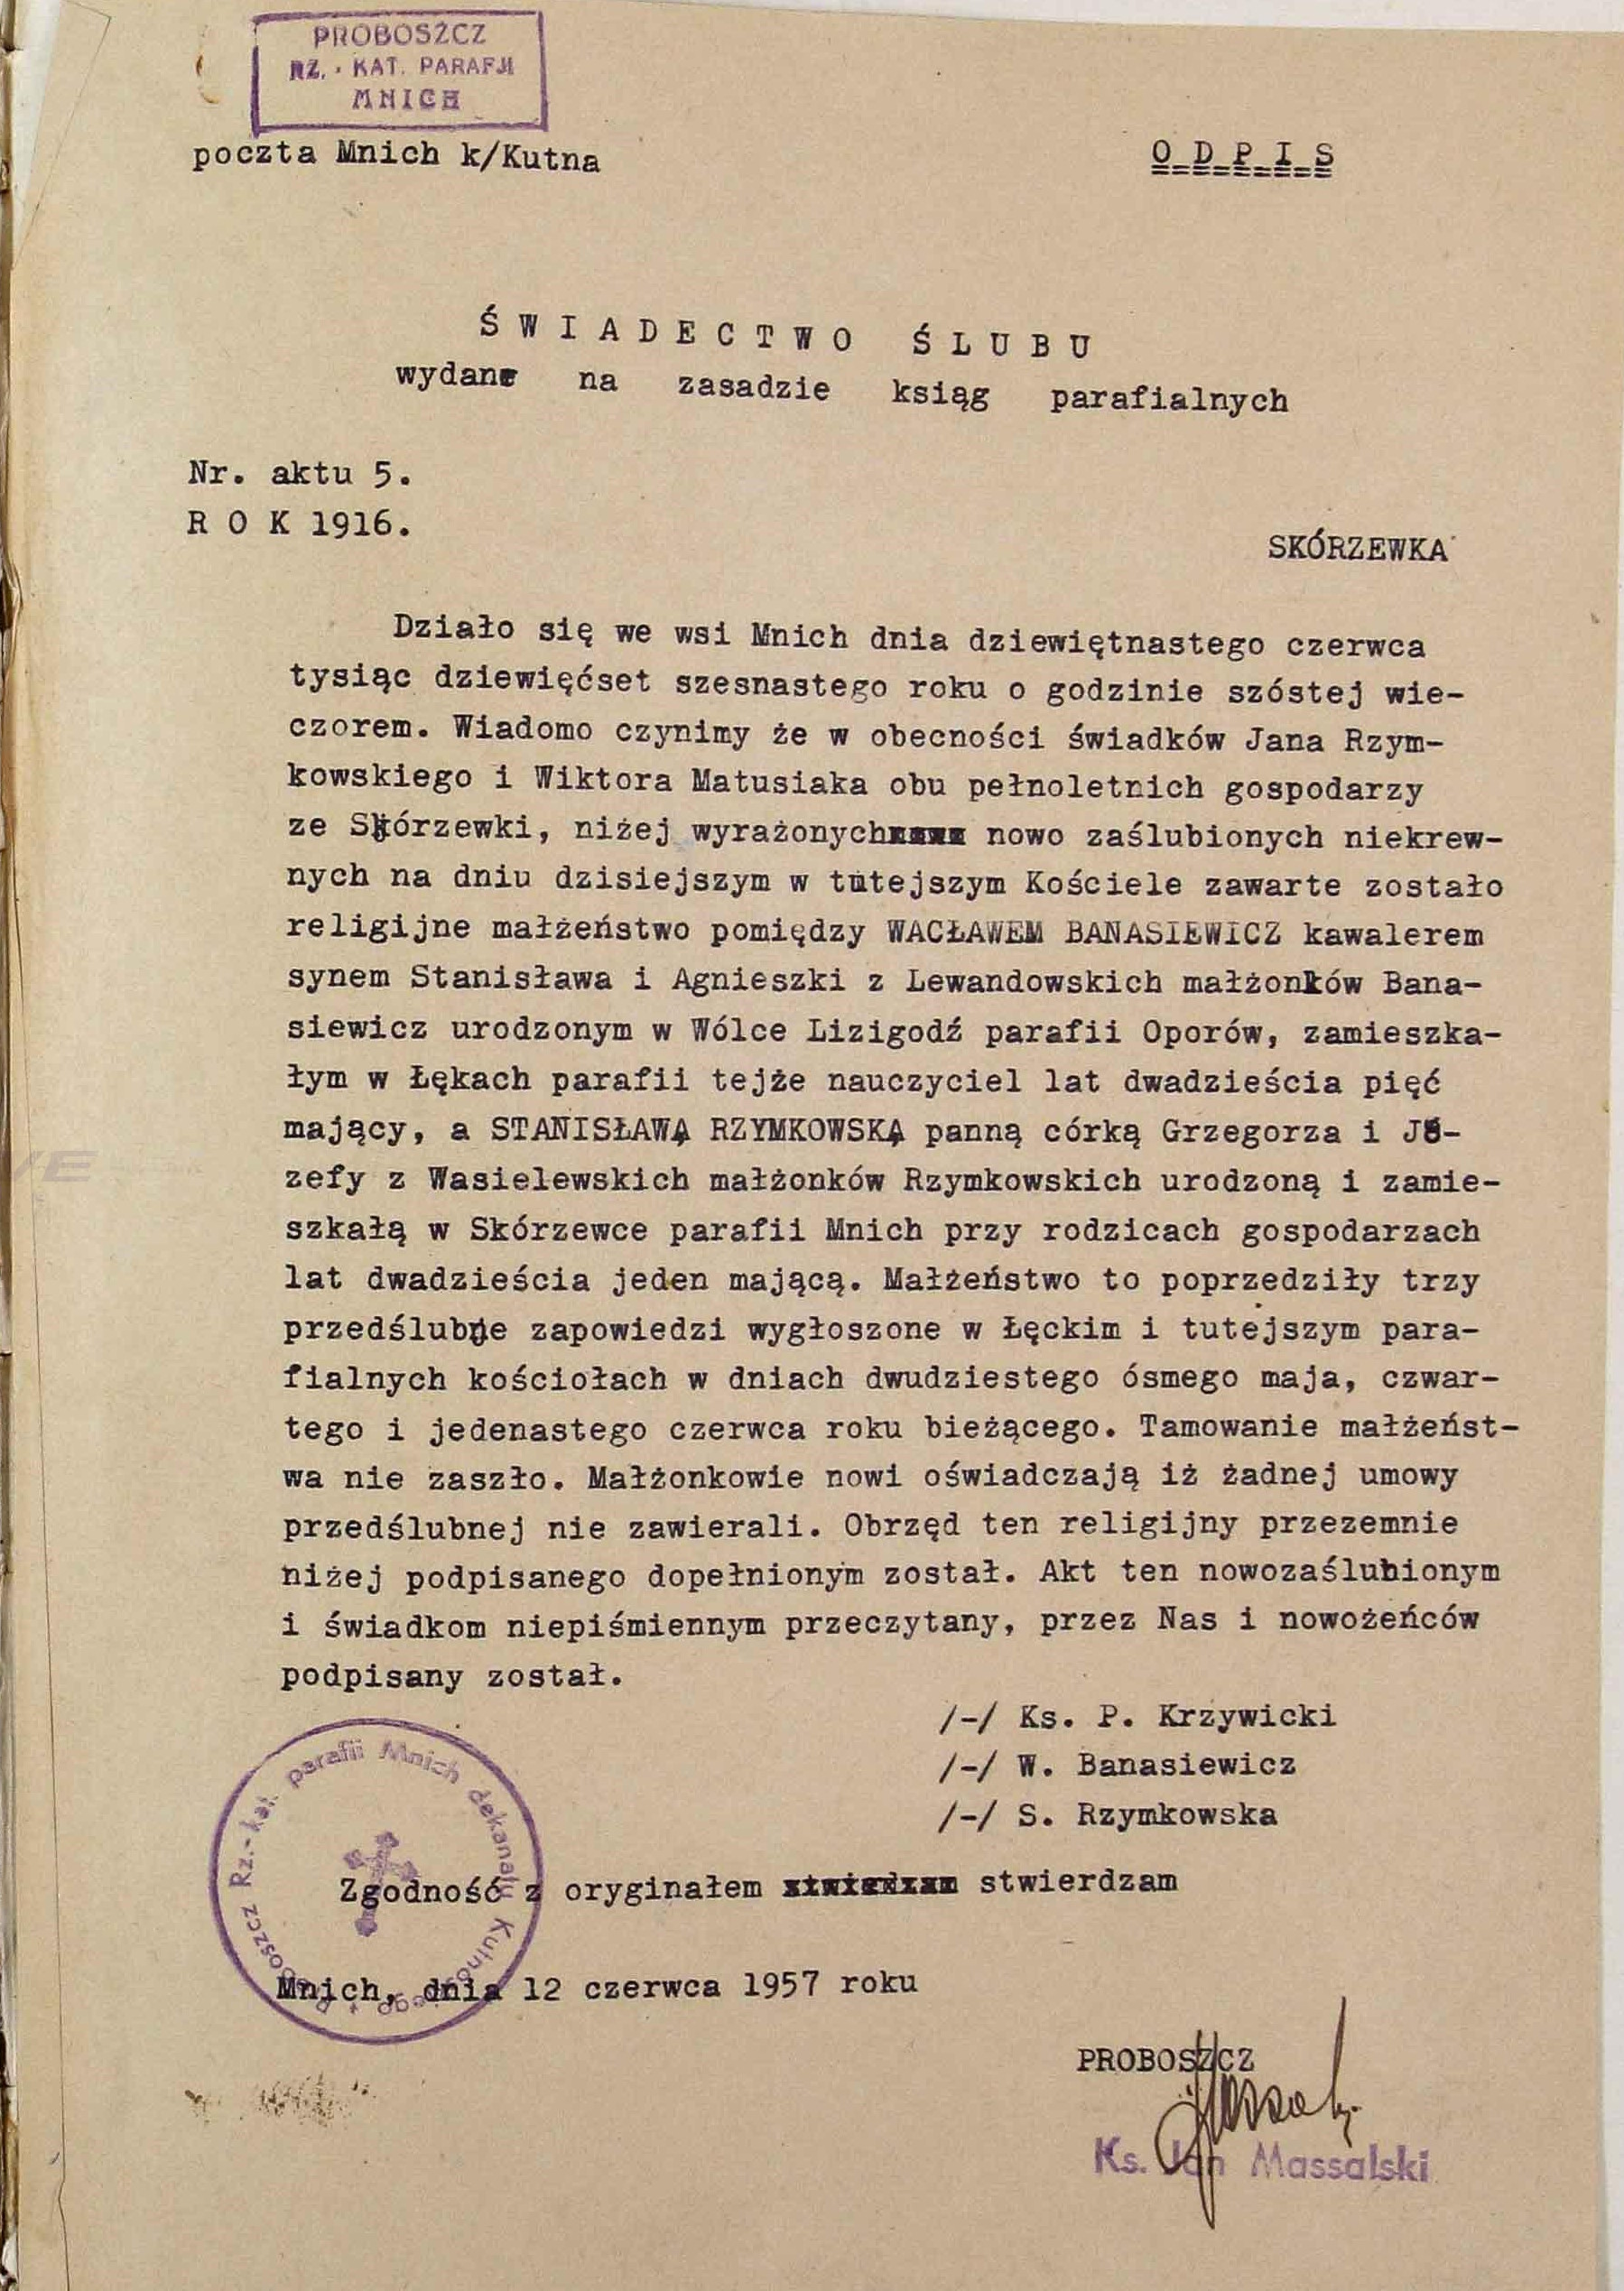 PROBOSZCZ
RZ. - KAT. PARAFJI
MNICH
poczta Mnich k/Kutna
O D P I S
ŚWIADECTWO ŚLUBU
wydane na zasadzie ksiąg parafialnych
Nr. aktu 5.
R O K 1916.
SKÓRZEWKA
Działo się we wsi Mnich dnia dziewiętnastego czerwca
tysiąc dziewięćset szesnastego roku o godzinie szóstej wie-
czorem. Wiadomo czynimy że w obecności świadków Jana Rzym-
kowskiego i Wiktora Matusiaka obu pełnoletnich gospodarzy
ze Skórzewki, niżej wyrażonych nowo zaślubionych niekrew-
nych na dniu dzisiejszym w tutejszym Kościele zawarte zostało
religijne małżeństwo pomiędzy WACŁAWEM BANASIEWICZ kawalerem
synem Stanisława i Agnieszki z Lewandowskich małżonków Bana-
siewicz urodzonym w Wólce Lizigodź parafii Oporów, zamieszka-
łym w Łękach parafii tejże nauczyciel lat dwadzieścia pięć
mający, a STANISŁAWĄ RZYMKOWSKĄ panną córką Grzegorza i Jó-
zefy z Wasielewskich małżonków Rzymkowskich urodzoną i zamie-
szkałą w Skórzewce parafii Mnich przy rodzicach gospodarzach
lat dwadzieścia jeden mającą. Małżeństwo to poprzedziły trzy
przedślubne zapowiedzi wygłoszone w Łęckim i tutejszym para-
fialnych kościołach w dniach dwudziestego ósmego maja, czwar-
tego i jedenastego czerwca roku bieżącego. Tamowanie małżeńst-
wa nie zaszło. Małżonkowie nowi oświadczają iż żadnej umowy
przedślubnej nie zawierali. Obrzęd ten religijny przezemnie
niżej podpisanego dopełnionym został. Akt ten nowozaślubionym
i świadkom niepiśmiennym przeczytany, przez Nas i nowożeńców
podpisany został.
/-/ Ks. P. Krzywicki
/-/ W. Banasiewicz
/-/ S. Rzymkowska
Proboszcz Rz.-kat. parafii Mnich dekanatu Kutnowskiego
Zgodność z oryginałem stwierdzam
Mnich, dnia 12 czerwca 1957 roku
PROBOSZCZ
Ks. Jan Massalski